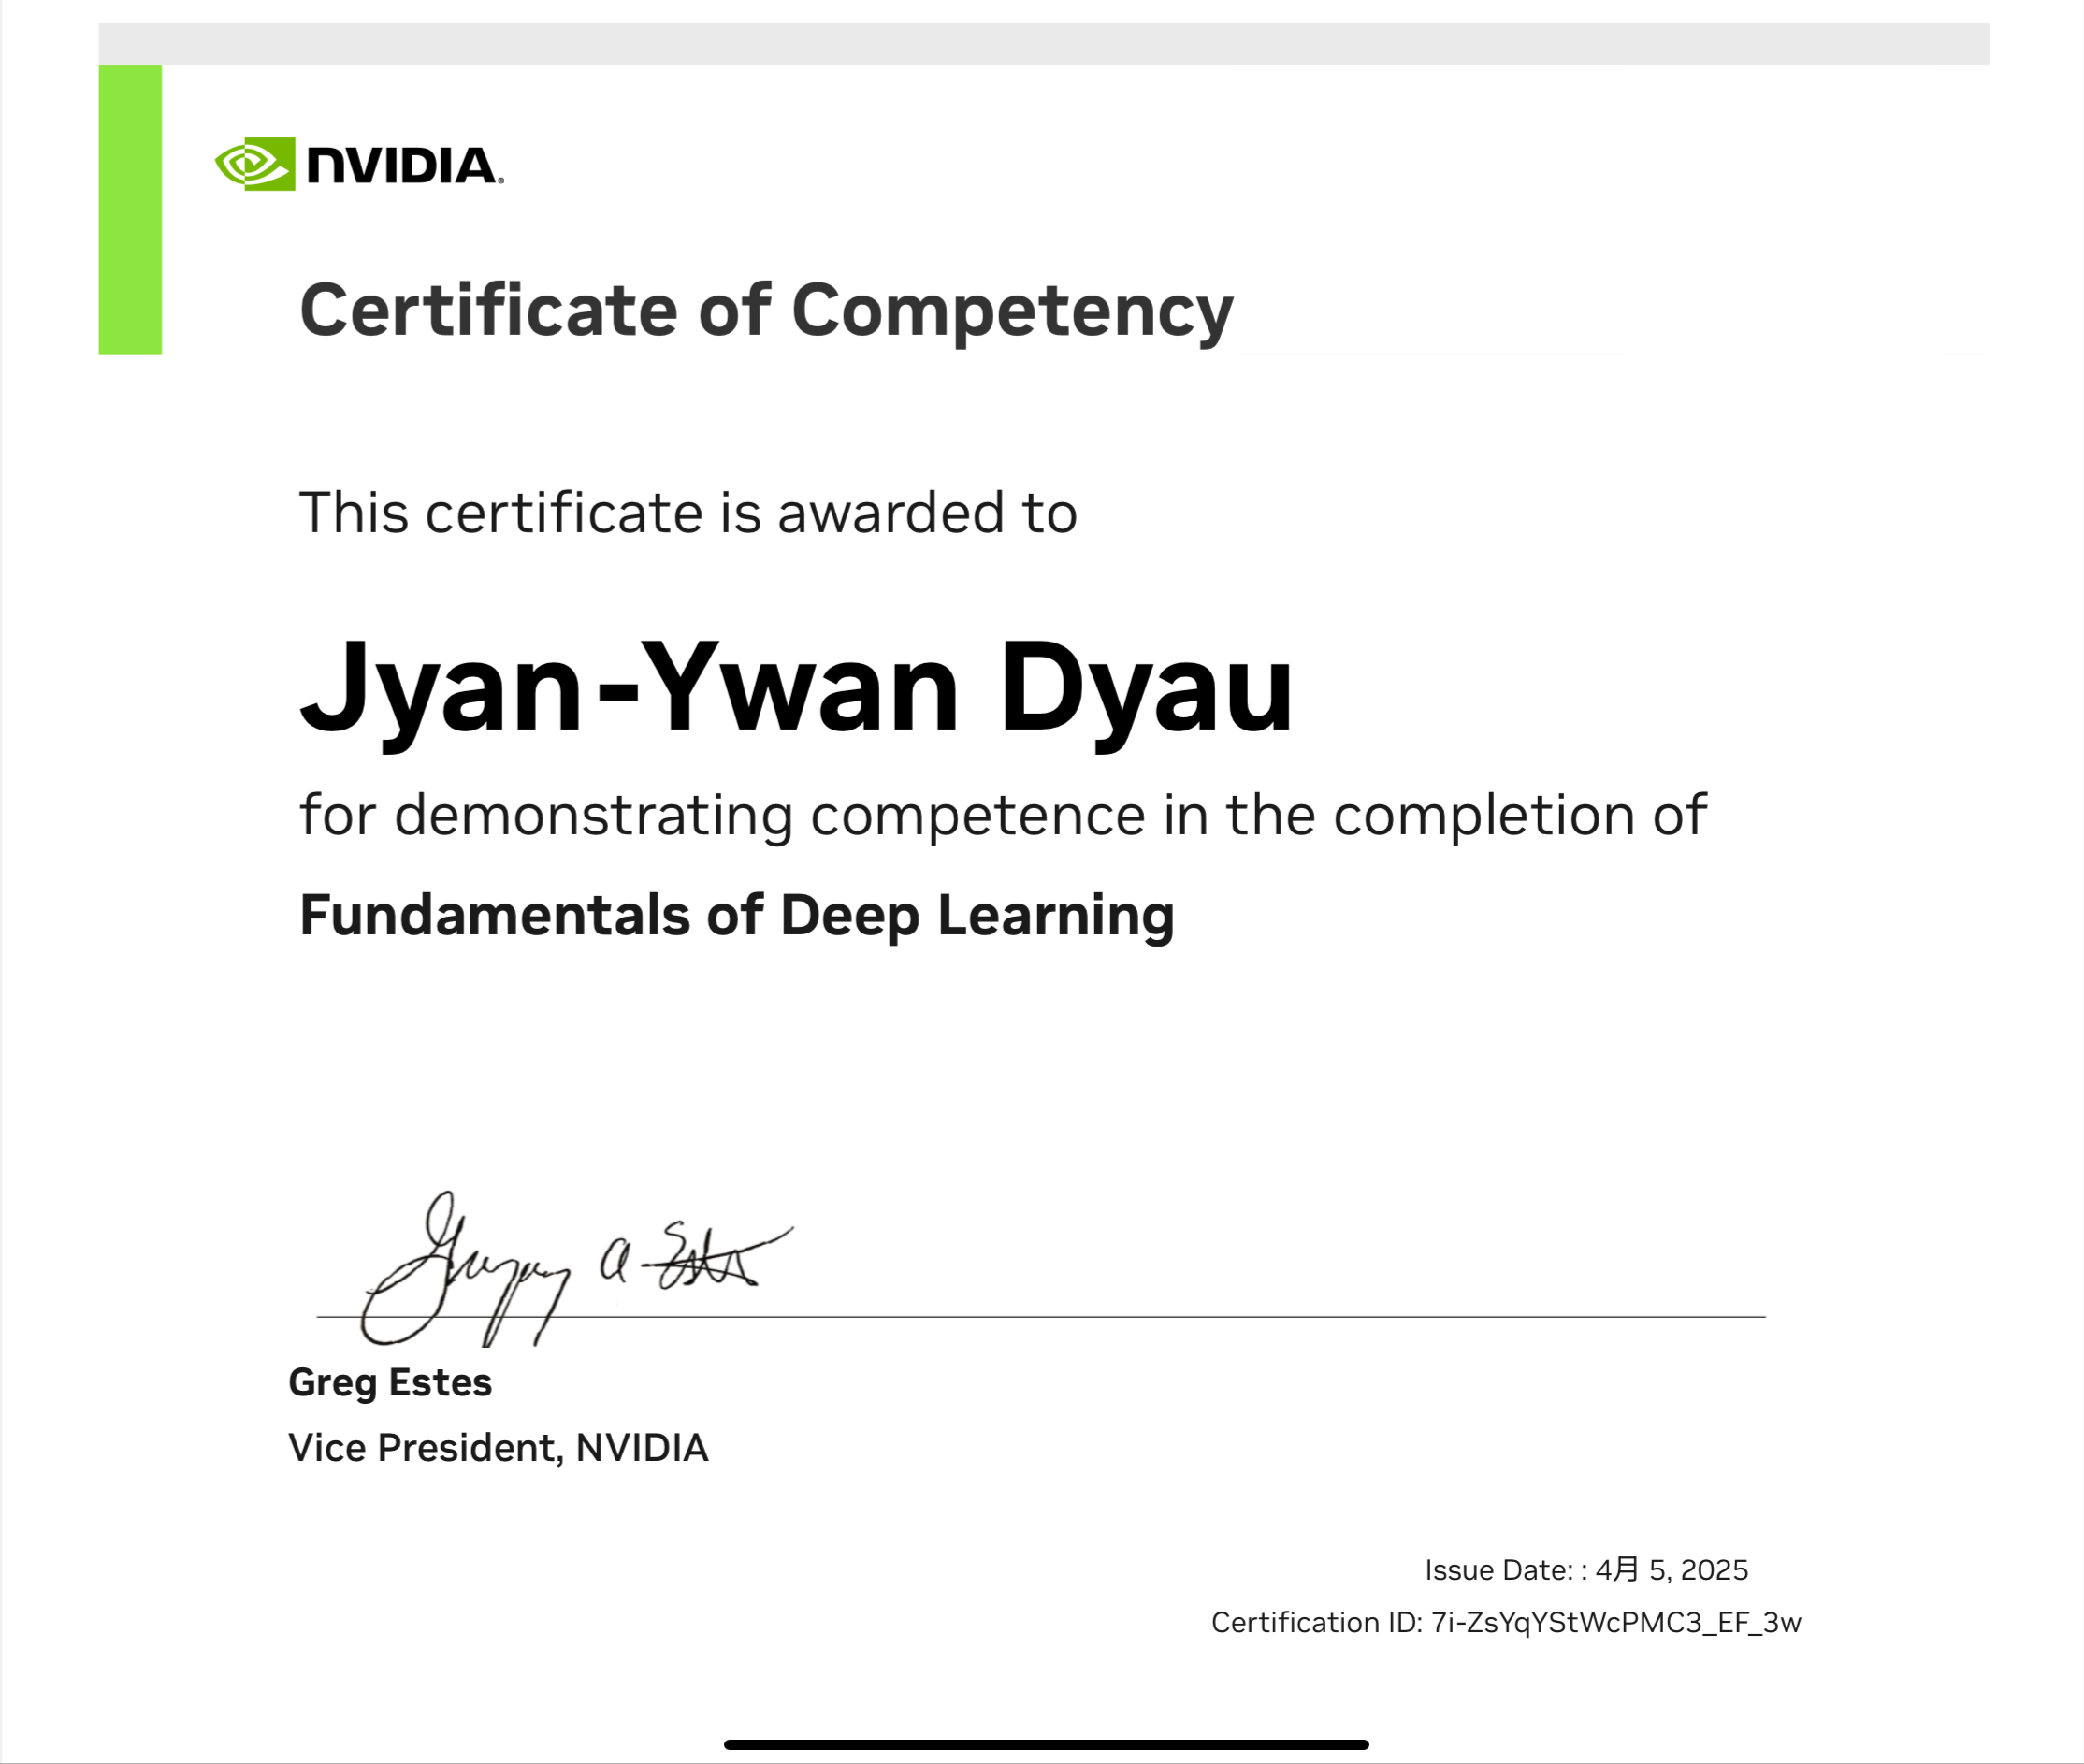 NVIDIA.
Certificate of Competency
This certificate is awarded to
Jyan-Ywan Dyau
for demonstrating competence in the completion of
Fundamentals of Deep Learning
Gregory A Estes
Greg Estes
Vice President, NVIDIA
Issue Date: : 4月 5, 2025
Certification ID: 7i-ZsYqYStWcPMC3_EF_3w